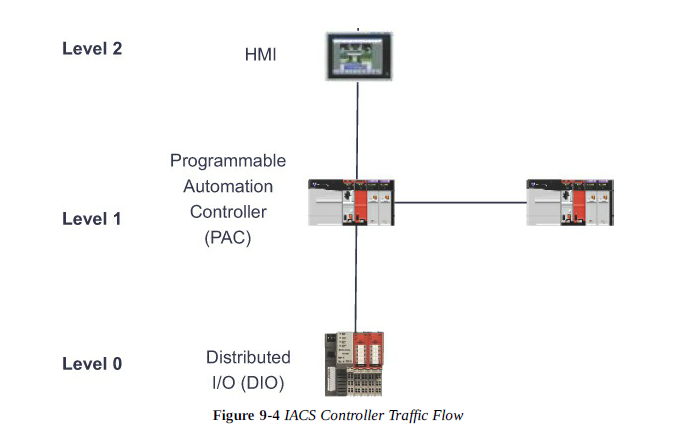 Level 2
HMI
Programmable
Automation
Controller
(PAC)
Level 1
Level 0
Distributed
I/O (DIO)
Figure 9-4 IACS Controller Traffic Flow